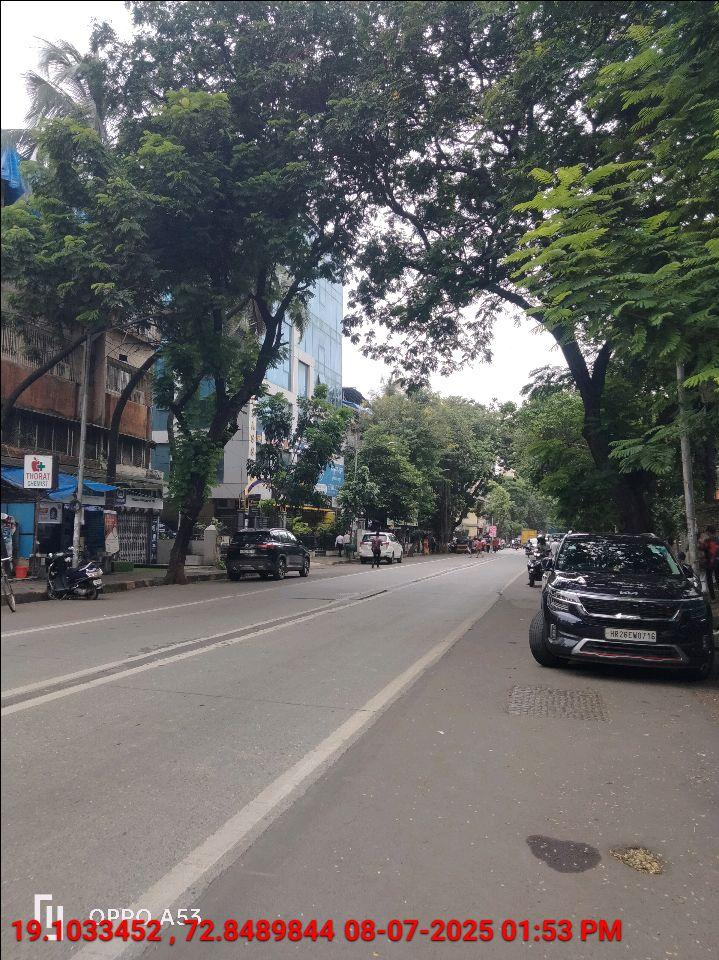 THORAT
CHEMIST
HR26EW0716
OPPO A53
19.1033452 , 72.8489844 08-07-2025 01:53 PM